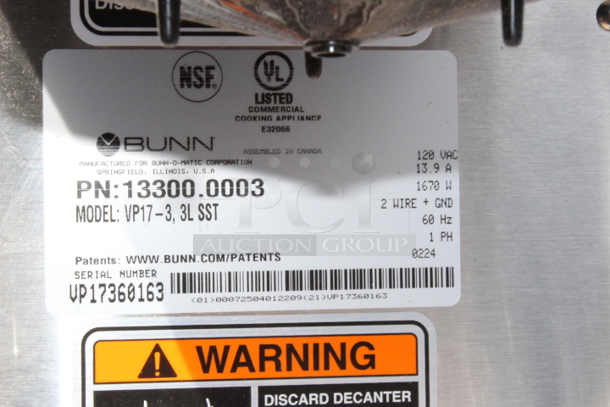 NSF
UL
LISTED
COMMERCIAL
COOKING APPLIANCE
E32066
BUNN
ASSEMBLED IN CANADA
MANUFACTURED FOR BUNN-O-MATIC CORPORATION
SPRINGFIELD, ILLINOIS, U.S.A
PN:13300.0003
MODEL: VP17-3, 3L SST
120 VAC
13.9 A
1670 W
2 WIRE + GND
60 Hz
1 PH
0224
PCI
AUCTION GROUP
Patents: WWW.BUNN.COM/PATENTS
SERIAL NUMBER
VP17360163
(01)00072504012209(21)VP17360163
WARNING
DISCARD DECANTER